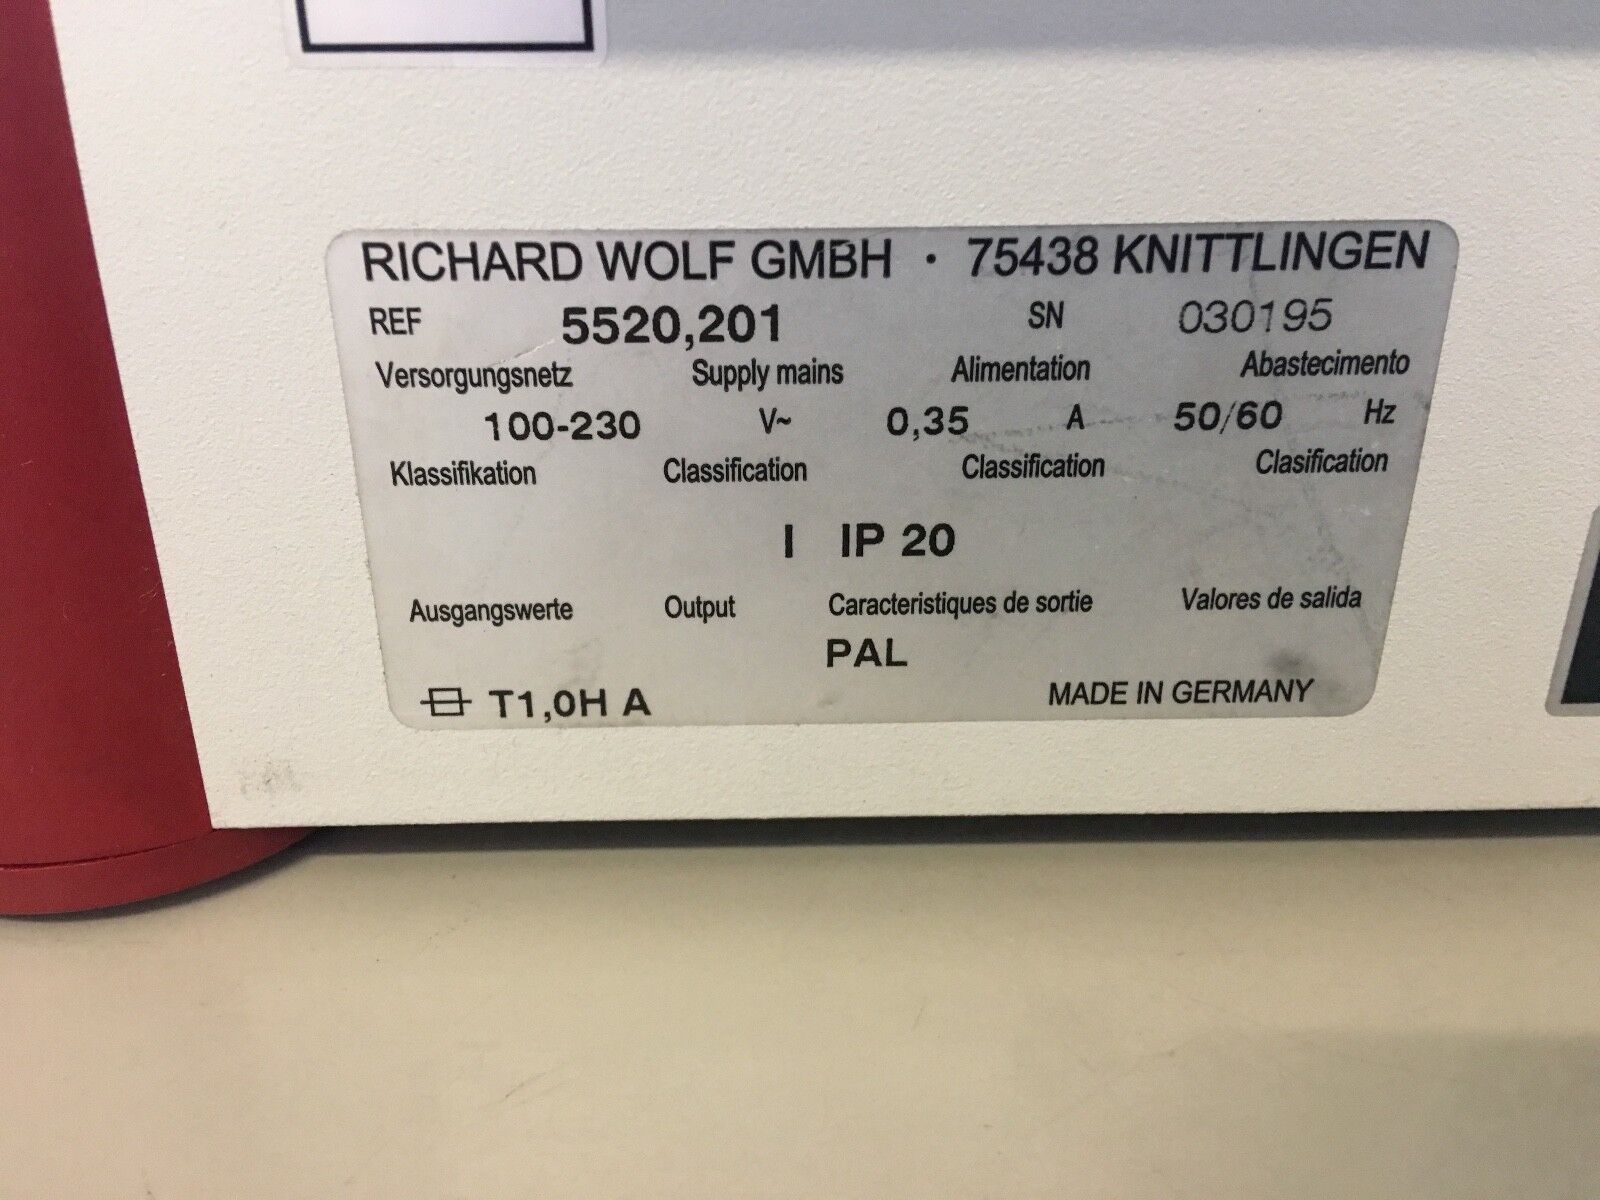 RICHARD WOLF GMBH · 75438 KNITTLINGEN
REF 5520,201 SN 030195
Versorgungsnetz Supply mains Alimentation Abastecimento
100-230 V~ 0,35 A 50/60 Hz
Klassifikation Classification Classification Clasification
I IP 20
Ausgangswerte Output Caracteristiques de sortie Valores de salida
PAL
T1,0H A MADE IN GERMANY